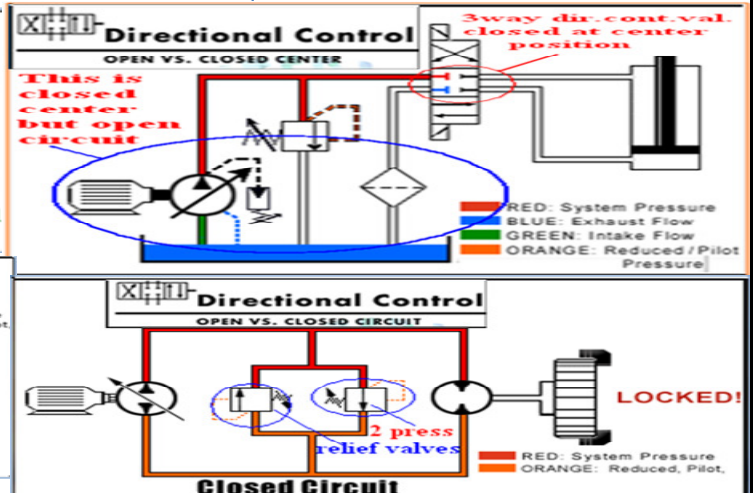 Directional Control
OPEN VS. CLOSED CENTER
3way dir.cont.val.
closed at center
position
This is
closed
center
but open
circuit
RED: System Pressure
BLUE: Exhaust Flow
GREEN: Intake Flow
ORANGE: Reduced/Pilot
Pressure
Directional Control
OPEN VS. CLOSED CIRCUIT
LOCKED!
2 press
relief valves
RED: System Pressure
ORANGE: Reduced, Pilot,
Closed Circuit